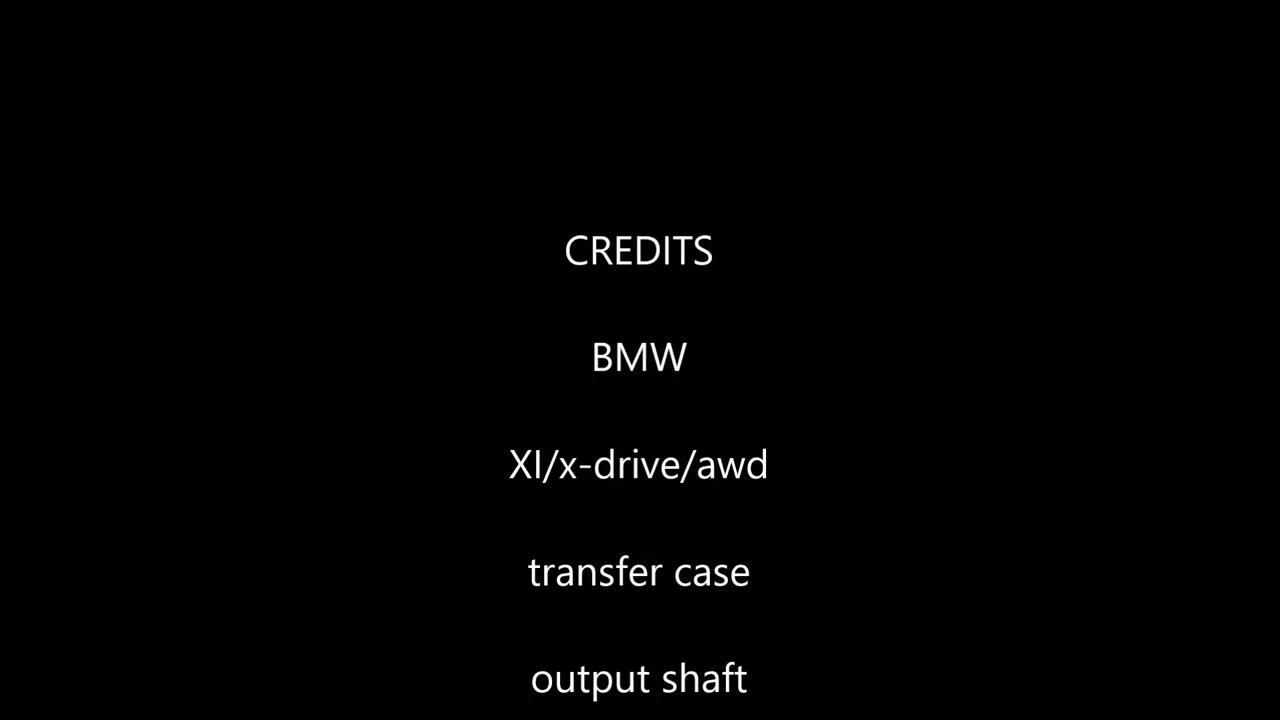 CREDITS
BMW
XI/x-drive/awd
transfer case
output shaft